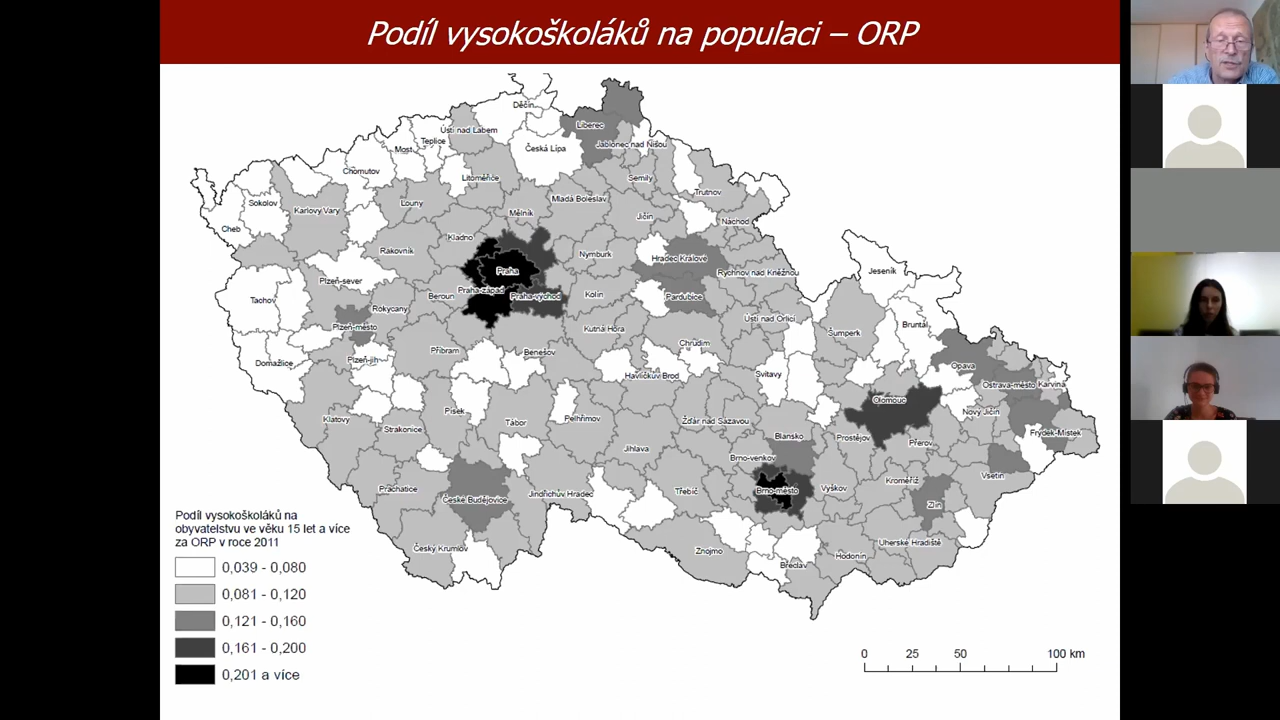 Podíl vysokoškoláků na populaci – ORP
Děčín
Liberec
Ústí nad Labem
Teplice
Most
Česká Lípa
Jablonec nad Nisou
Chomutov
Litoměřice
Semily
Trutnov
Sokolov
Karlovy Vary
Louny
Mladá Boleslav
Mělník
Jičín
Náchod
Cheb
Kladno
Rakovník
Nymburk
Hradec Králové
Praha
Rychnov nad Kněžnou
Jeseník
Plzeň-sever
Praha-západ
Praha-východ
Beroun
Kolín
Pardubice
Tachov
Rokycany
Ústí nad Orlicí
Bruntál
Plzeň-město
Kutná Hora
Šumperk
Chrudim
Příbram
Benešov
Domažlice
Plzeň-jih
Havlíčkův Brod
Svitavy
Opava
Ostrava-město
Karviná
Olomouc
Písek
Nový Jičín
Klatovy
Tábor
Pelhřimov
Žďár nad Sázavou
Strakonice
Blansko
Prostějov
Přerov
Frýdek-Místek
Jihlava
Brno-venkov
Vsetín
Kroměříž
Prachatice
České Budějovice
Jindřichův Hradec
Třebíč
Brno-město
Vyškov
Zlín
Český Krumlov
Znojmo
Břeclav
Hodonín
Uherské Hradiště
Podíl vysokoškoláků na
obyvatelstvu ve věku 15 let a více
za ORP v roce 2011
0,039 - 0,080
0,081 - 0,120
0,121 - 0,160
0,161 - 0,200
0,201 a více
0 25 50 100 km